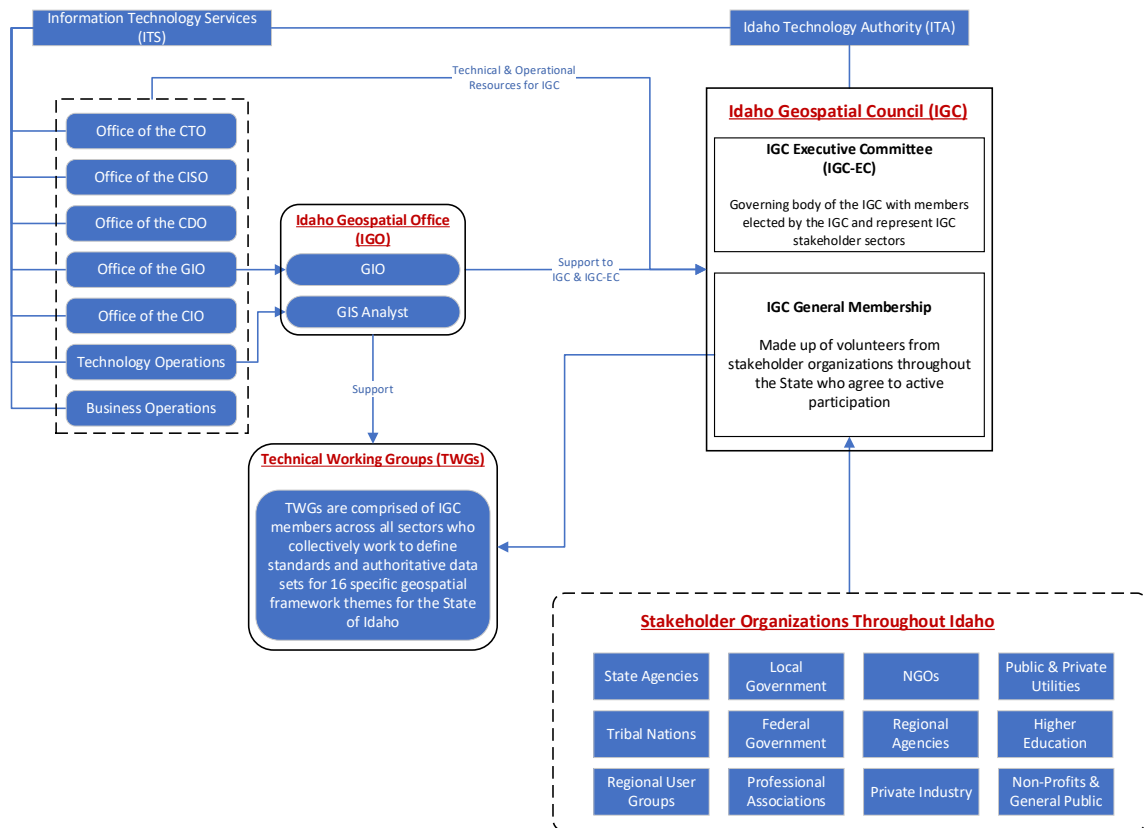 Information Technology Services
(ITS)
Idaho Technology Authority (ITA)
Technical & Operational
Resources for IGC
Office of the CTO
Office of the CISO
Office of the CDO
Office of the GIO
Office of the CIO
Technology Operations
Business Operations
Idaho Geospatial Office
(IGO)
GIO
GIS Analyst
Support to
IGC & IGC-EC
Support
Idaho Geospatial Council (IGC)
IGC Executive Committee
(IGC-EC)
Governing body of the IGC with members
elected by the IGC and represent IGC
stakeholder sectors
IGC General Membership
Made up of volunteers from
stakeholder organizations throughout
the State who agree to active
participation
Technical Working Groups (TWGs)
TWGs are comprised of IGC
members across all sectors who
collectively work to define
standards and authoritative data
sets for 16 specific geospatial
framework themes for the State
of Idaho
Stakeholder Organizations Throughout Idaho
State Agencies
Local
Government
NGOs
Public & Private
Utilities
Tribal Nations
Federal
Government
Regional
Agencies
Higher
Education
Regional User
Groups
Professional
Associations
Private Industry
Non-Profits &
General Public